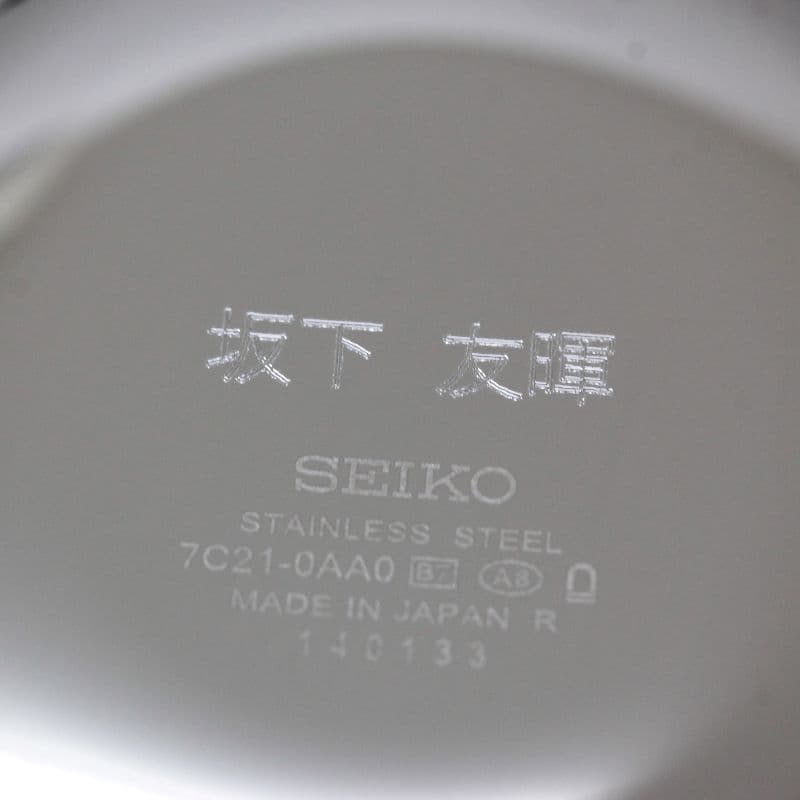 坂下 友暉
SEIKO
STAINLESS STEEL
7C21-0AA0 B7 A8
MADE IN JAPAN R
140133